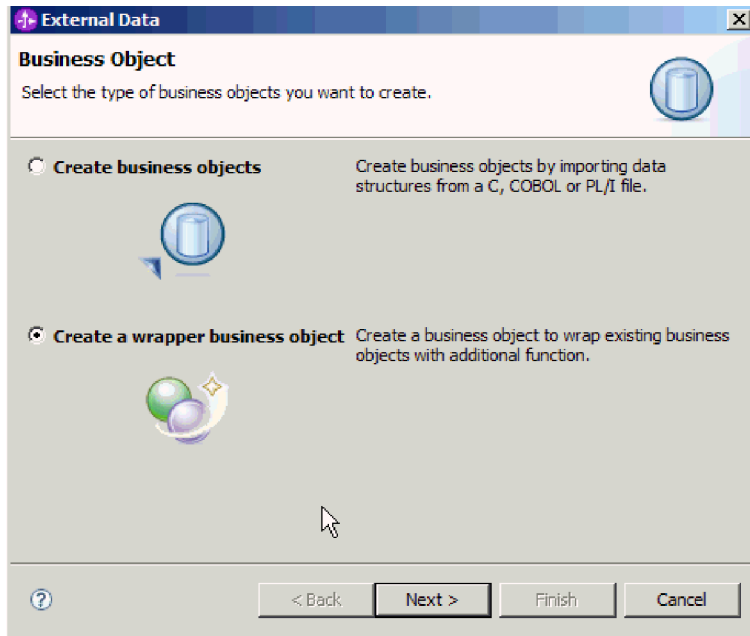 External Data
Business Object
Select the type of business objects you want to create.
Create business objects
Create business objects by importing data
structures from a C, COBOL or PL/I file.
Create a wrapper business object
Create a business object to wrap existing business
objects with additional function.
< Back
Next >
Finish
Cancel